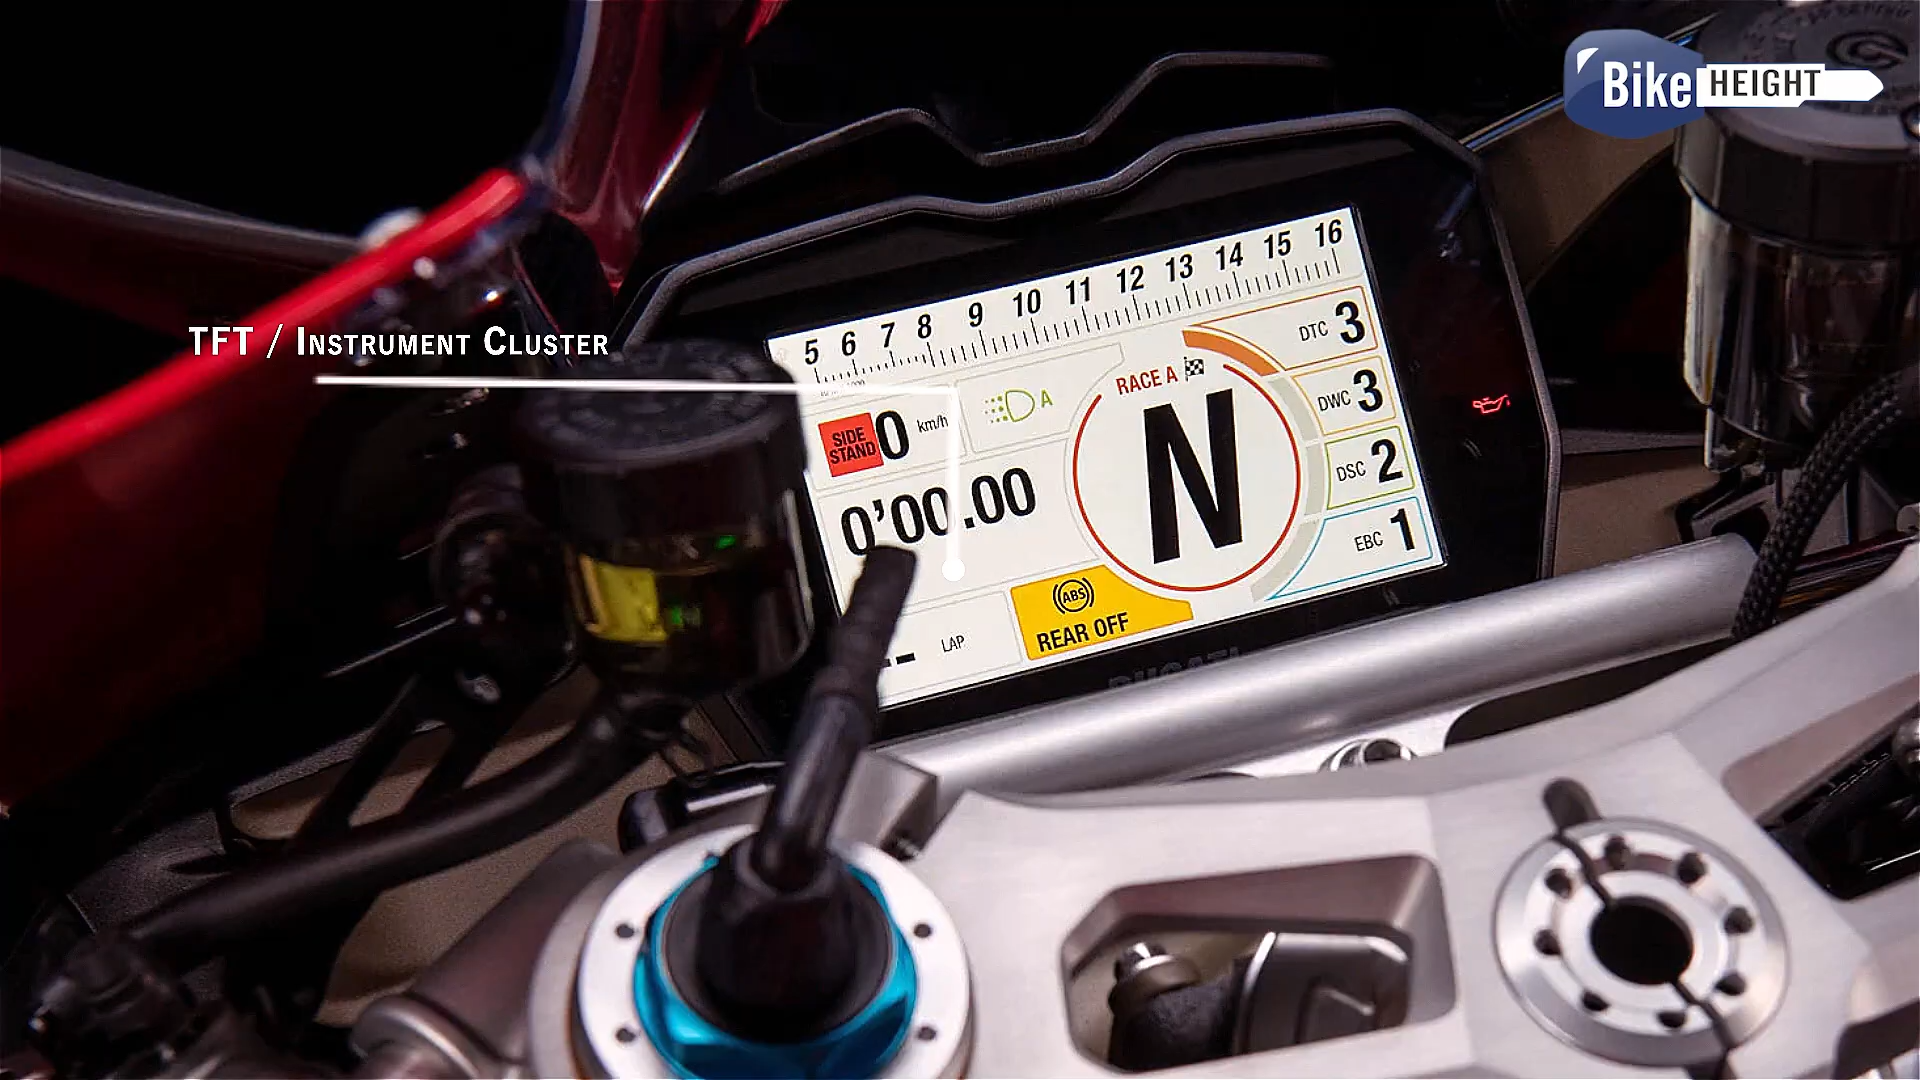 Bike HEIGHT
TFT / INSTRUMENT CLUSTER
5 6 7 8 9 10 11 12 13 14 15 16
SIDE
STAND
0 km/h
A
RACE A
N
DTC 3
DWC 3
DSC 2
EBC 1
0'00.00
LAP
ABS
REAR OFF
DUCATI